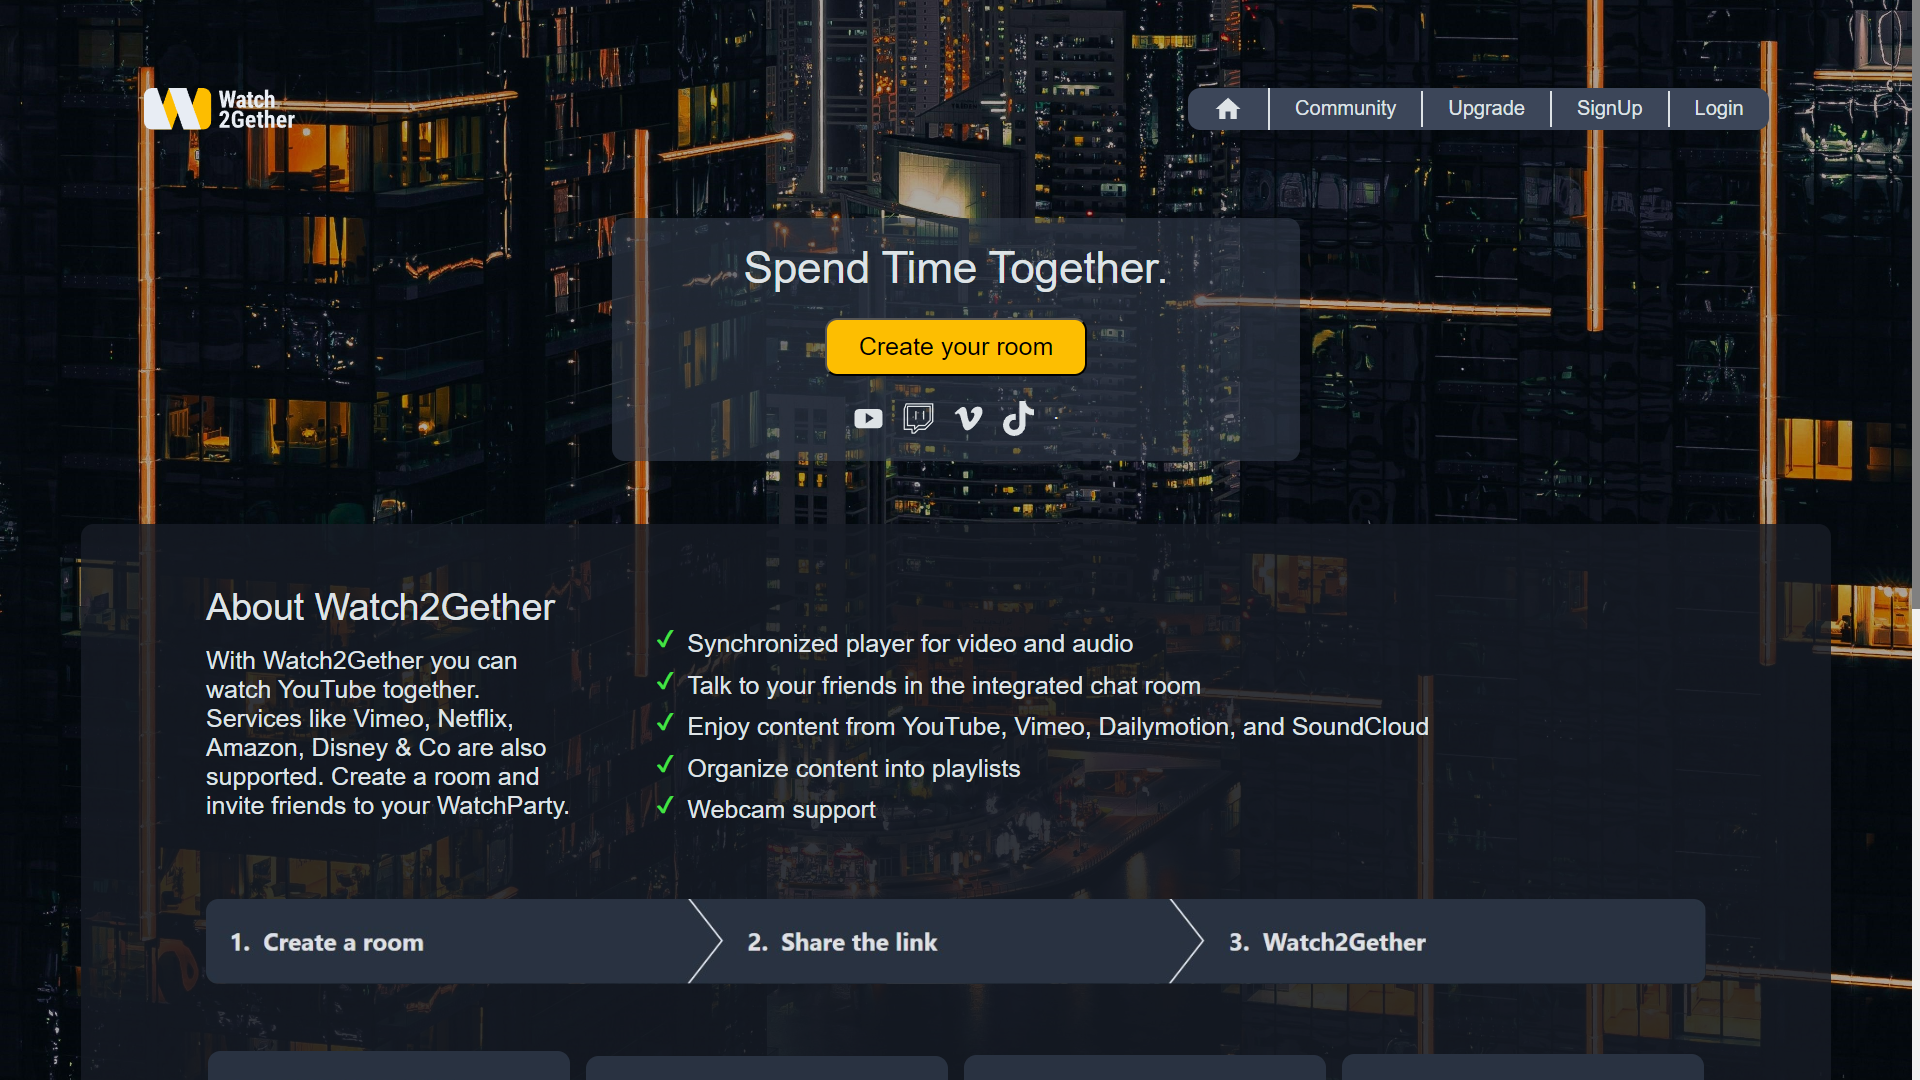 Watch
2Gether
Community
Upgrade
SignUp
Login
Spend Time Together.
Create your room
About Watch2Gether
With Watch2Gether you can
watch YouTube together.
Services like Vimeo, Netflix,
Amazon, Disney & Co are also
supported. Create a room and
invite friends to your WatchParty.
Synchronized player for video and audio
Talk to your friends in the integrated chat room
Enjoy content from YouTube, Vimeo, Dailymotion, and SoundCloud
Organize content into playlists
Webcam support
1. Create a room
2. Share the link
3. Watch2Gether